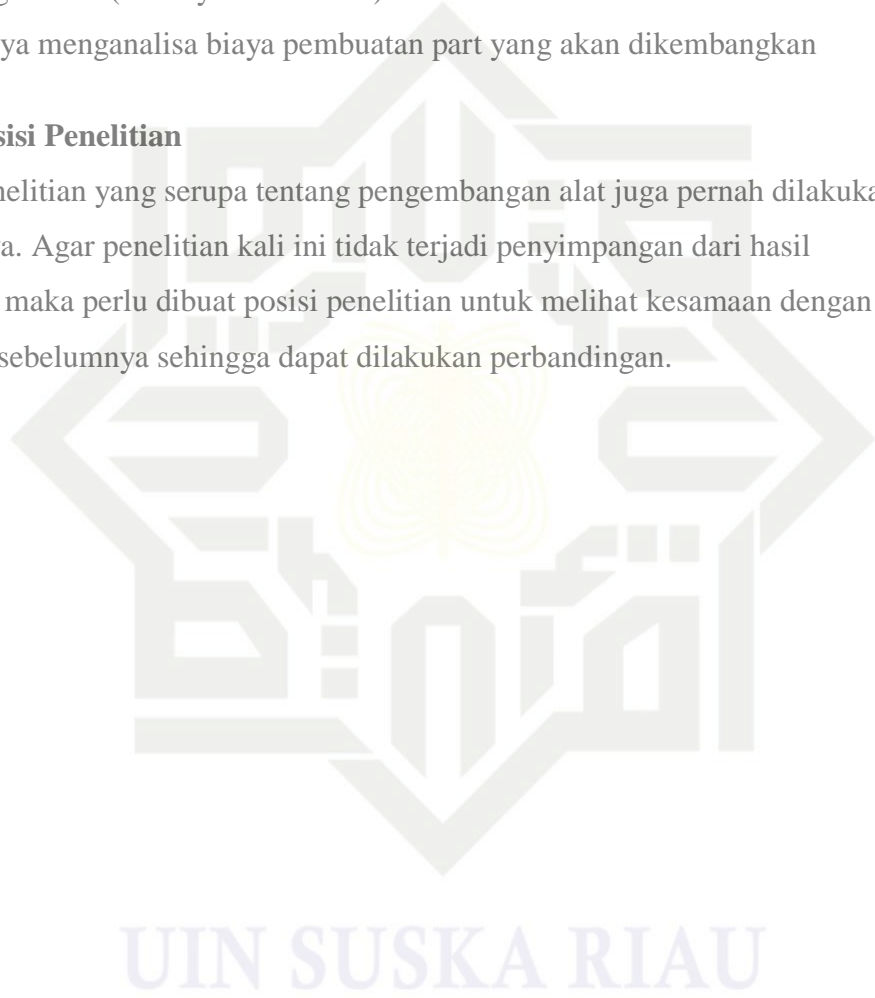 ya menganalisa biaya pembuatan part yang akan dikembangkan
sisi Penelitian
nelitian yang serupa tentang pengembangan alat juga pernah dilakuka
a. Agar penelitian kali ini tidak terjadi penyimpangan dari hasil
maka perlu dibuat posisi penelitian untuk melihat kesamaan dengan
sebelumnya sehingga dapat dilakukan perbandingan.
UIN SUSKA RIAU